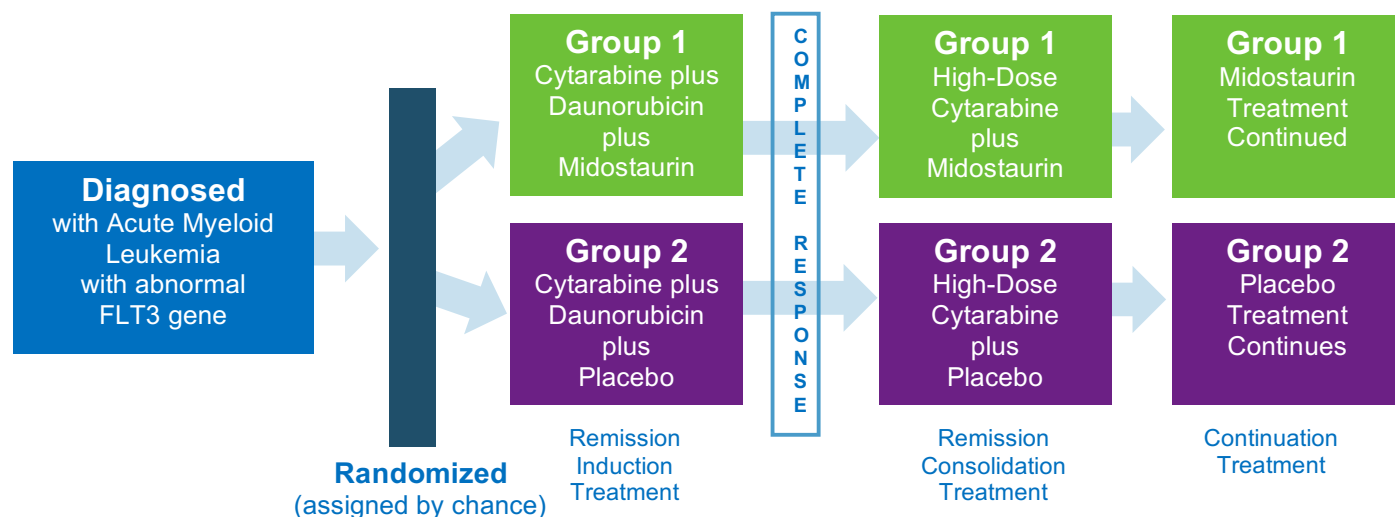 Diagnosed
with Acute Myeloid
Leukemia
with abnormal
FLT3 gene
Randomized
(assigned by chance)
Group 1
Cytarabine plus
Daunorubicin
plus
Midostaurin
Group 2
Cytarabine plus
Daunorubicin
plus
Placebo
Remission
Induction
Treatment
COMPLETE RESPONSE
Group 1
High-Dose
Cytarabine
plus
Midostaurin
Group 2
High-Dose
Cytarabine
plus
Placebo
Remission
Consolidation
Treatment
Group 1
Midostaurin
Treatment
Continued
Group 2
Placebo
Treatment
Continues
Continuation
Treatment